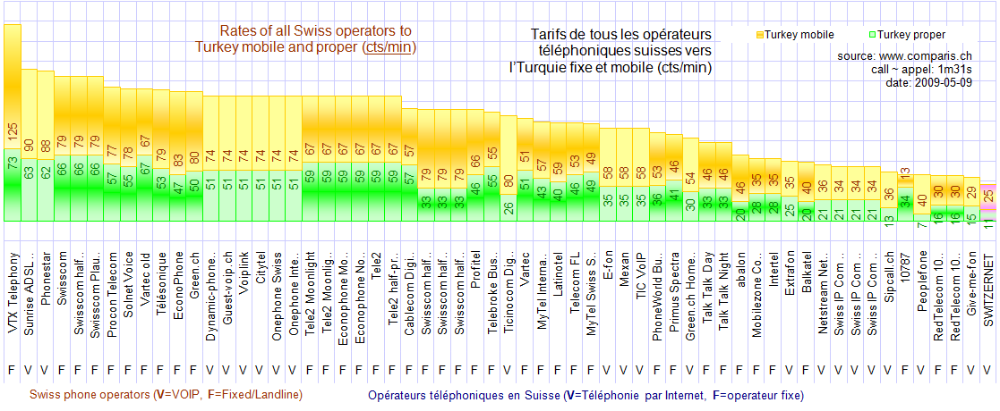 Rates of all Swiss operators to
Turkey mobile and proper (cts/min)
Tarifs de tous les opérateurs
téléphoniques suisses vers
l'Turquie fixe et mobile (cts/min)
Turkey mobile Turkey proper
source: www.comparis.ch
call ~ appel: 1m31s
date: 2009-05-09
125 90 88 79 79 79 77 78 67 79 83 80 74 74 74 74 74 74 67 67 67 67 67 67 57 79 79 79 66 55 80 51 57 59 53 49 58 58 58 53 46 54 46 46 46 35 35 35 40 36 34 34 34 36 13 40 30 30 29 25
73 63 62 66 66 66 57 55 67 53 47 50 51 51 51 51 51 51 59 59 59 59 59 59 57 33 33 33 46 55 26 51 43 40 46 49 35 35 35 36 41 30 33 33 20 28 28 25 20 21 21 21 21 13 34 7 16 16 15 11
VTX Telephony
Sunrise ADSL ..
Phonestar
Swisscom
Swisscom half...
Swisscom Plau...
Procon Telecom
Solnet Voice
Vartec old
Télésonique
EconoPhone
Green.ch
Dynamic-phone..
Guest-voip.ch
Voiplink
Citytel
Onephone Swiss
Onephone Inte..
Tele2 Moonlight
Tele2 Moonlig..
Econophone Mo..
Econophone No..
Tele2
Tele2 half-pr..
Cablecom Digi..
Swisscom half..
Swisscom half..
Swisscom half..
Profitel
Telebroke Bus..
Ticinocom Dig..
Vartec
MyTel Interna..
Latinotel
Telecom FL
MyTel Swiss S..
E-fon
Mexan
TIC VoIP
PhoneWorld Bu..
Primus Spectra
Green.ch Home..
Talk Talk Day
Talk Talk Night
abalon
Mobilezone Co..
Intertel
Extrafon
Balkatel
Netstream Net..
Swiss IP Com ..
Swiss IP Com ..
Swiss IP Com ..
Sipcall.ch
10787
Peoplefone
RedTelecom 10..
RedTelecom 10..
Give-me-fon
SWITZERNET
F V V F F F F F F F F F V V V V V V F F F F F F F F F F F F V F F F F F V V V F F V F F F F F V V V V V V V F V F F V V
Swiss phone operators (V=VOIP, F=Fixed/Landline)
Opérateurs téléphoniques en Suisse (V=Téléphonie par Internet, F=operateur fixe)